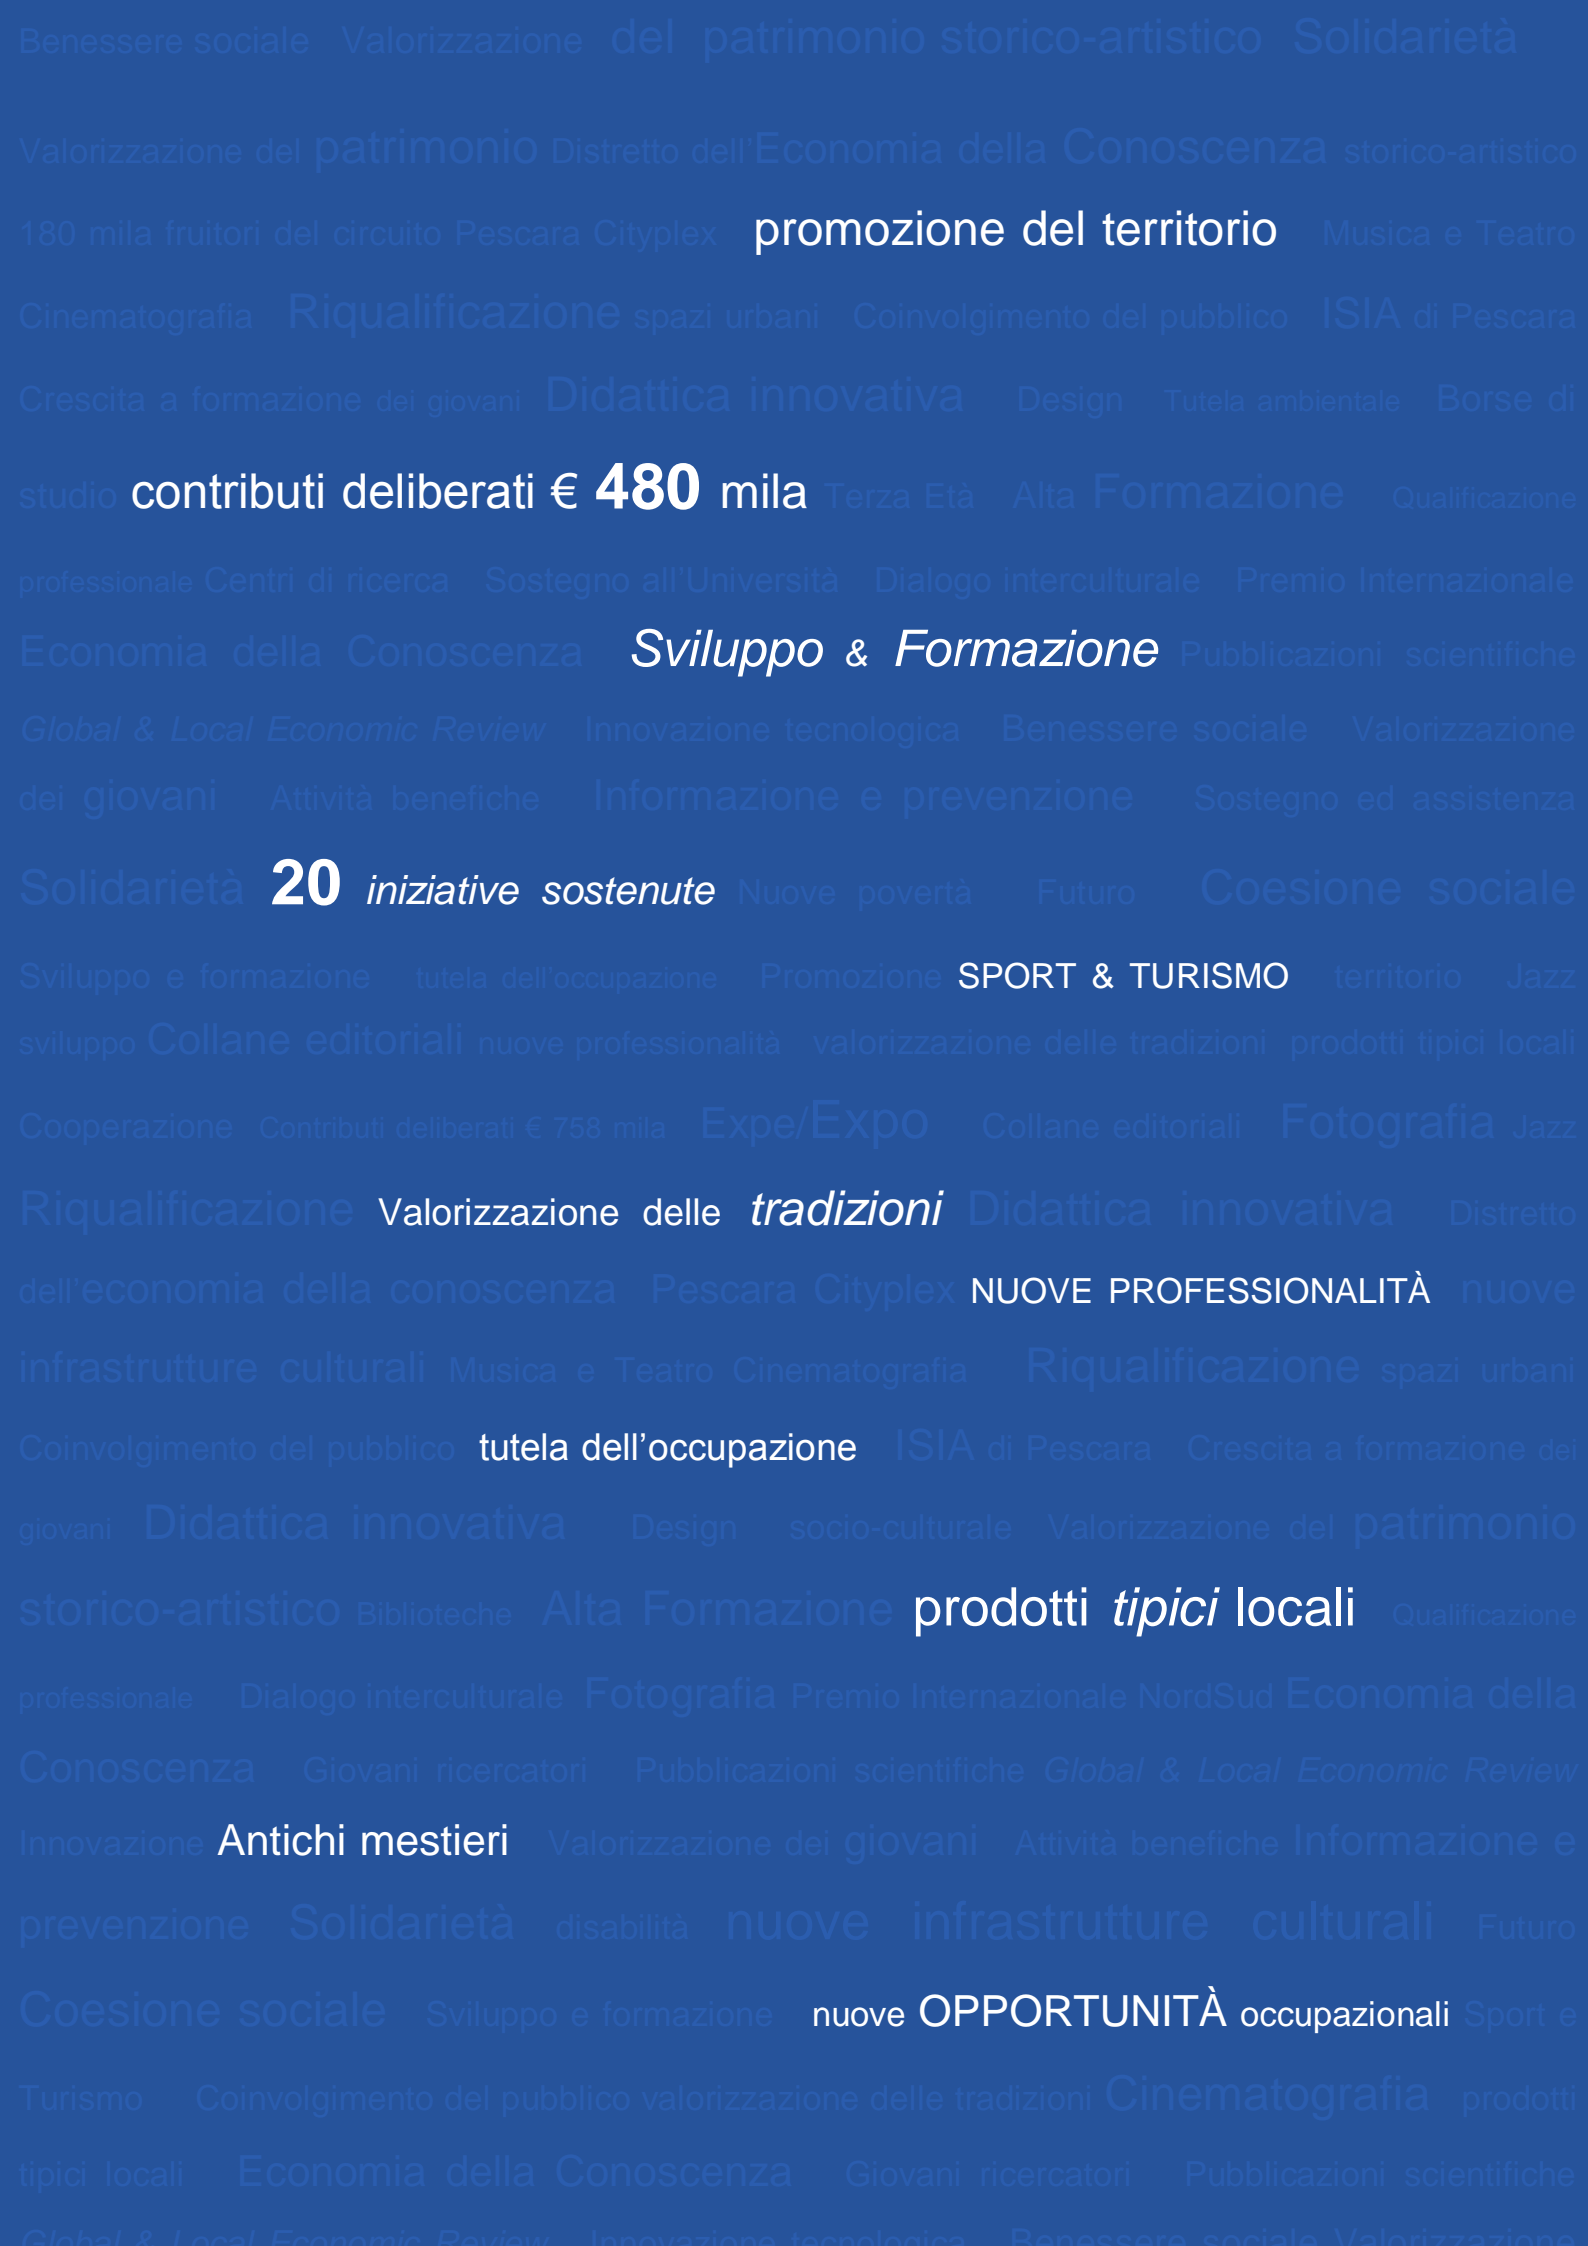 Benessere sociale Valorizzazione del patrimonio storico-artistico Solidarietà
Valorizzazione del patrimonio Distretto dell'Economia della Conoscenza storico-artistico
180 mila fruitori del circuito Pescara Cityplex promozione del territorio Musica e Teatro
Cinematografia Riqualificazione spazi urbani Coinvolgimento del pubblico ISIA di Pescara
Crescita a formazione dei giovani Didattica innovativa Design Tutela ambientale Borse di
studio contributi deliberati € 480 mila Terza Età Alta Formazione Qualificazione
professionale Centri di ricerca Sostegno all'Università Dialogo interculturale Premio Internazionale
Economia della Conoscenza Sviluppo & Formazione Pubblicazioni scientifiche
Global & Local Economic Review Innovazione tecnologica Benessere sociale Valorizzazione
dei giovani Attività benefiche Informazione e prevenzione Sostegno ed assistenza
Solidarietà 20 iniziative sostenute Nuove povertà Futuro Coesione sociale
Sviluppo e formazione tutela dell'occupazione Promozione SPORT & TURISMO territorio Jazz
sviluppo Collane editoriali nuove professionalità valorizzazione delle tradizioni prodotti tipici locali
Cooperazione Contributi deliberati € 758 mila Expe/Expo Collane editoriali Fotografia Jazz
Riqualificazione Valorizzazione delle tradizioni Didattica innovativa Distretto
dell'economia della conoscenza Pescara Cityplex NUOVE PROFESSIONALITÀ nuove
infrastrutture culturali Musica e Teatro Cinematografia Riqualificazione spazi urbani
Coinvolgimento del pubblico tutela dell'occupazione ISIA di Pescara Crescita a formazione dei
giovani Didattica innovativa Design socio-culturale Valorizzazione del patrimonio
storico-artistico Biblioteche Alta Formazione prodotti tipici locali Qualificazione
professionale Dialogo interculturale Fotografia Premio Internazionale NordSud Economia della
Conoscenza Giovani ricercatori Pubblicazioni scientifiche Global & Local Economic Review
Innovazione Antichi mestieri Valorizzazione dei giovani Attività benefiche Informazione e
prevenzione Solidarietà disabilità nuove infrastrutture culturali Futuro
Coesione sociale Sviluppo e formazione nuove OPPORTUNITÀ occupazionali Sport e
Turismo Coinvolgimento del pubblico valorizzazione delle tradizioni Cinematografia prodotti
tipici locali Economia della Conoscenza Giovani ricercatori Pubblicazioni scientifiche
Global & Local Economic Review Innovazione tecnologica Benessere sociale Valorizzazione